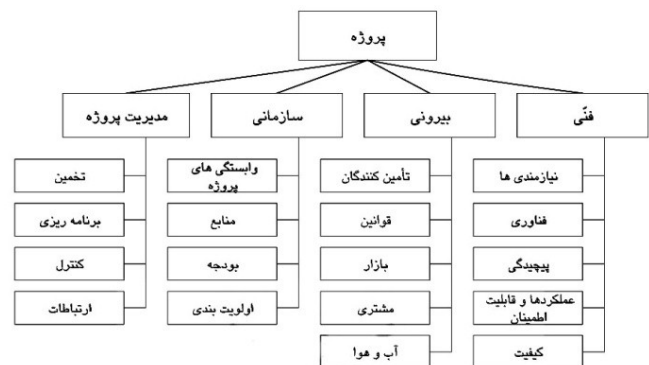 پروژه
فنّی
بیرونی
سازمانی
مدیریت پروژه
نیازمندی ها
فناوری
پیچیدگی
عملکردها و قابلیت
اطمینان
کیفیت
تأمین کنندگان
قوانین
بازار
مشتری
آب و هوا
وابستگی های
پروژه
منابع
بودجه
اولویت بندی
تخمین
برنامه ریزی
کنترل
ارتباطات